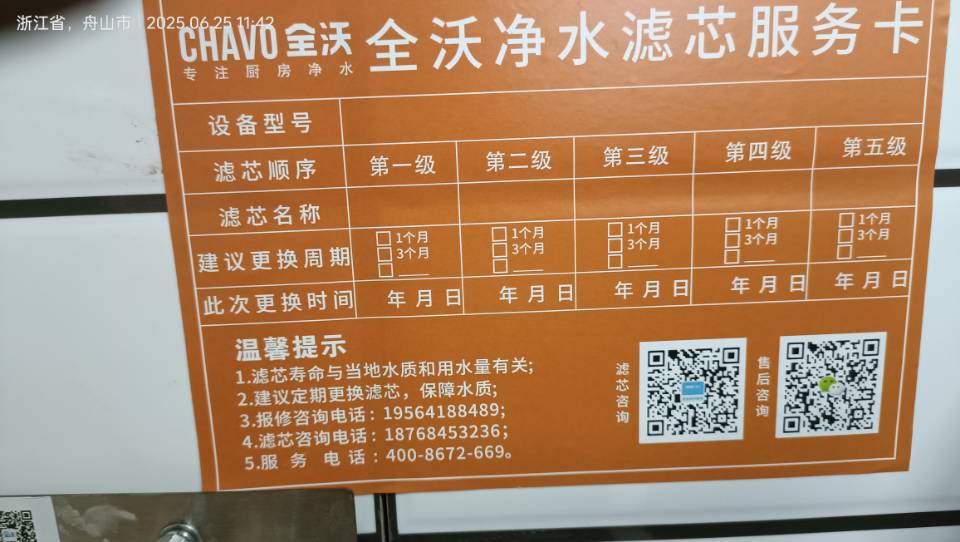 浙江省，舟山市 2025.06.25 11:42
CHAVO 全沃
专注厨房净水
全沃净水滤芯服务卡
设备型号
滤芯顺序 第一级 第二级 第三级 第四级 第五级
滤芯名称
建议更换周期 □1个月 □1个月 □1个月 □1个月 □1个月
□3个月 □3个月 □3个月 □3个月 □3个月
□____ □____ □____ □____ □____
此次更换时间 年 月 日 年 月 日 年 月 日 年 月 日 年 月 日
温馨提示
1.滤芯寿命与当地水质和用水量有关;
2.建议定期更换滤芯，保障水质;
3.报修咨询电话：19564188489;
4.滤芯咨询电话：18768453236;
5.服务电话：400-8672-669。
滤芯咨询
售后咨询